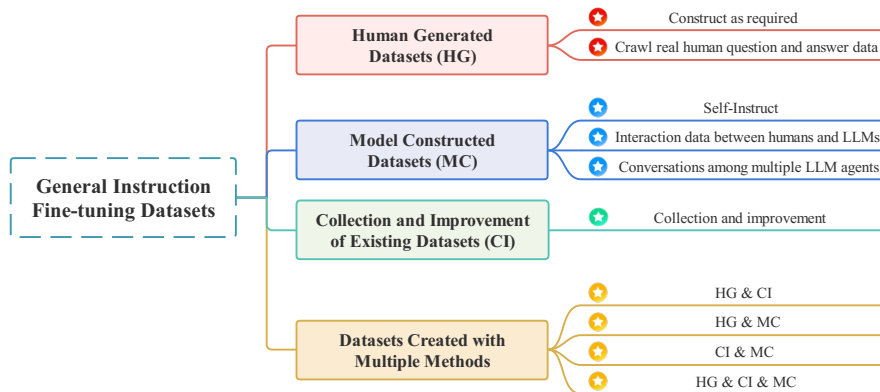 General Instruction
Fine-tuning Datasets
Human Generated
Datasets (HG)
Construct as required
Crawl real human question and answer data
Model Constructed
Datasets (MC)
Self-Instruct
Interaction data between humans and LLMs
Conversations among multiple LLM agents
Collection and Improvement
of Existing Datasets (CI)
Collection and improvement
Datasets Created with
Multiple Methods
HG & CI
HG & MC
CI & MC
HG & CI & MC